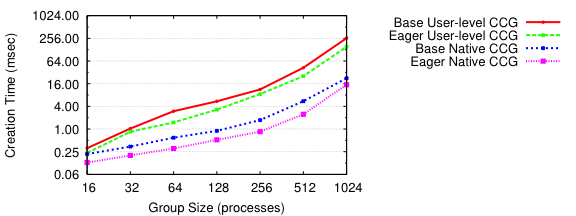 1024.00
256.00
64.00
16.00
4.00
1.00
0.25
0.06
Creation Time (msec)
16 32 64 128 256 512 1024
Group Size (processes)
Base User-level CCG
Eager User-level CCG
Base Native CCG
Eager Native CCG